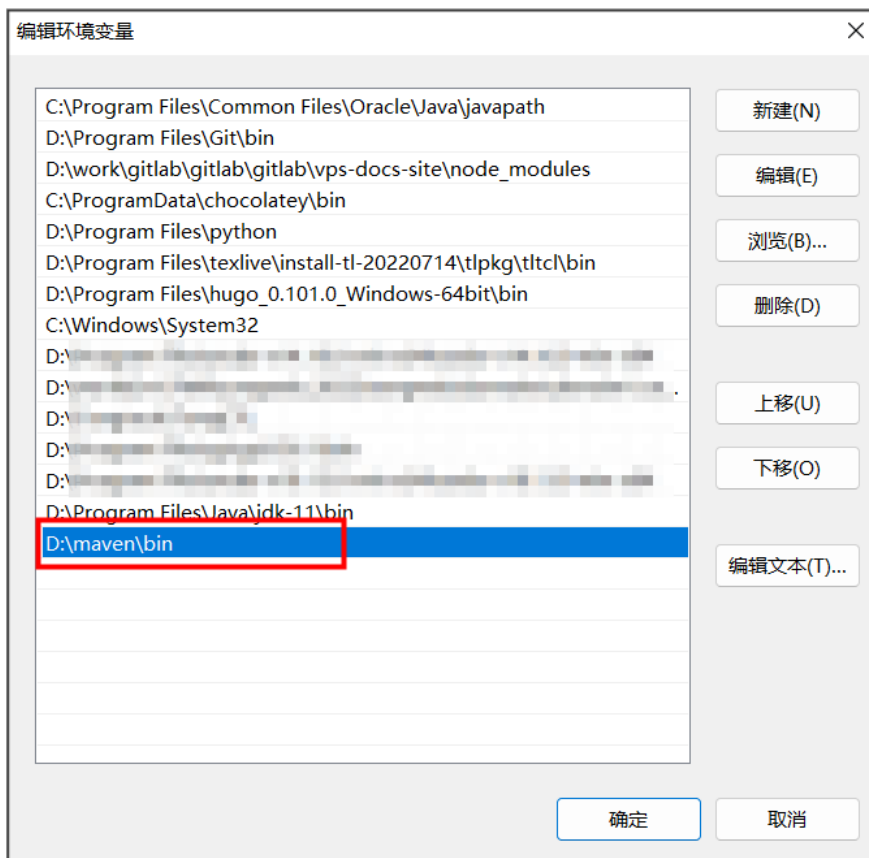 编辑环境变量
C:\Program Files\Common Files\Oracle\Java\javapath
D:\Program Files\Git\bin
D:\work\gitlab\gitlab\gitlab\vps-docs-site\node_modules
C:\ProgramData\chocolatey\bin
D:\Program Files\python
D:\Program Files\texlive\install-tl-20220714\tlpkg\tltcl\bin
D:\Program Files\hugo_0.101.0_Windows-64bit\bin
C:\Windows\System32
D:\
D:\
D:\
D:\
D:\
D:\Program Files\Java\jdk-11\bin
D:\maven\bin
新建(N)
编辑(E)
浏览(B)...
删除(D)
上移(U)
下移(O)
编辑文本(T)...
确定
取消